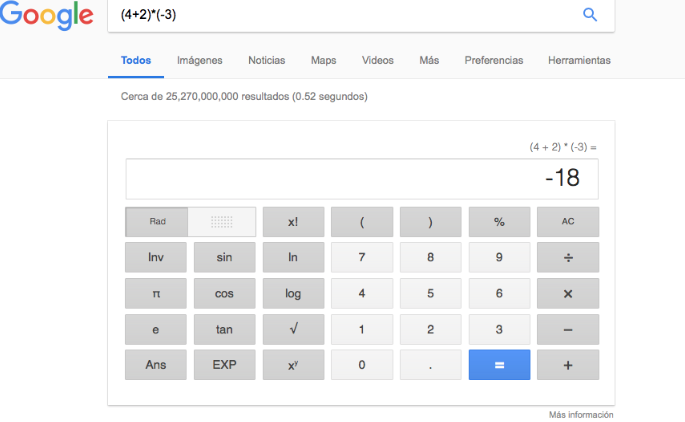 Google
(4+2)*(-3)
Todos Imágenes Noticias Maps Videos Más Preferencias Herramientas
Cerca de 25,270,000,000 resultados (0.52 segundos)
(4 + 2) * (-3) =
-18
Rad x! ( ) % AC
Inv sin ln 7 8 9 ÷
π cos log 4 5 6 ×
e tan √ 1 2 3 −
Ans EXP xʸ 0 . = +
Más información